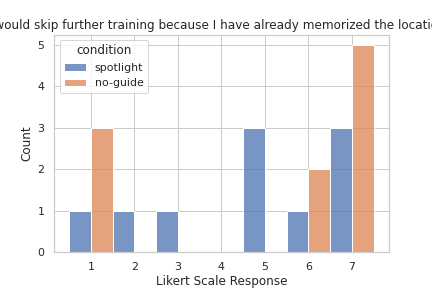 would skip further training because I have already memorized the locati
condition
spotlight
no-guide
5
4
3
2
1
0
Count
1 2 3 4 5 6 7
Likert Scale Response